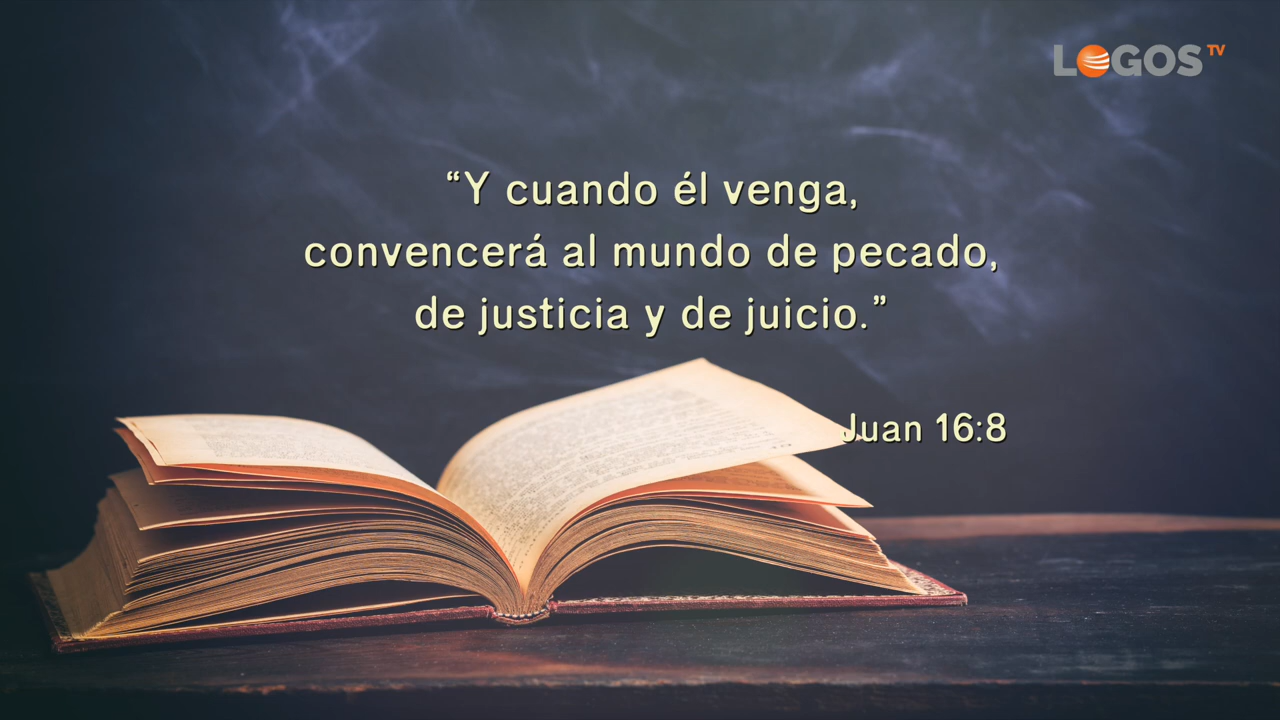 LOGOS TV
“Y cuando él venga,
convencerá al mundo de pecado,
de justicia y de juicio.”
Juan 16:8